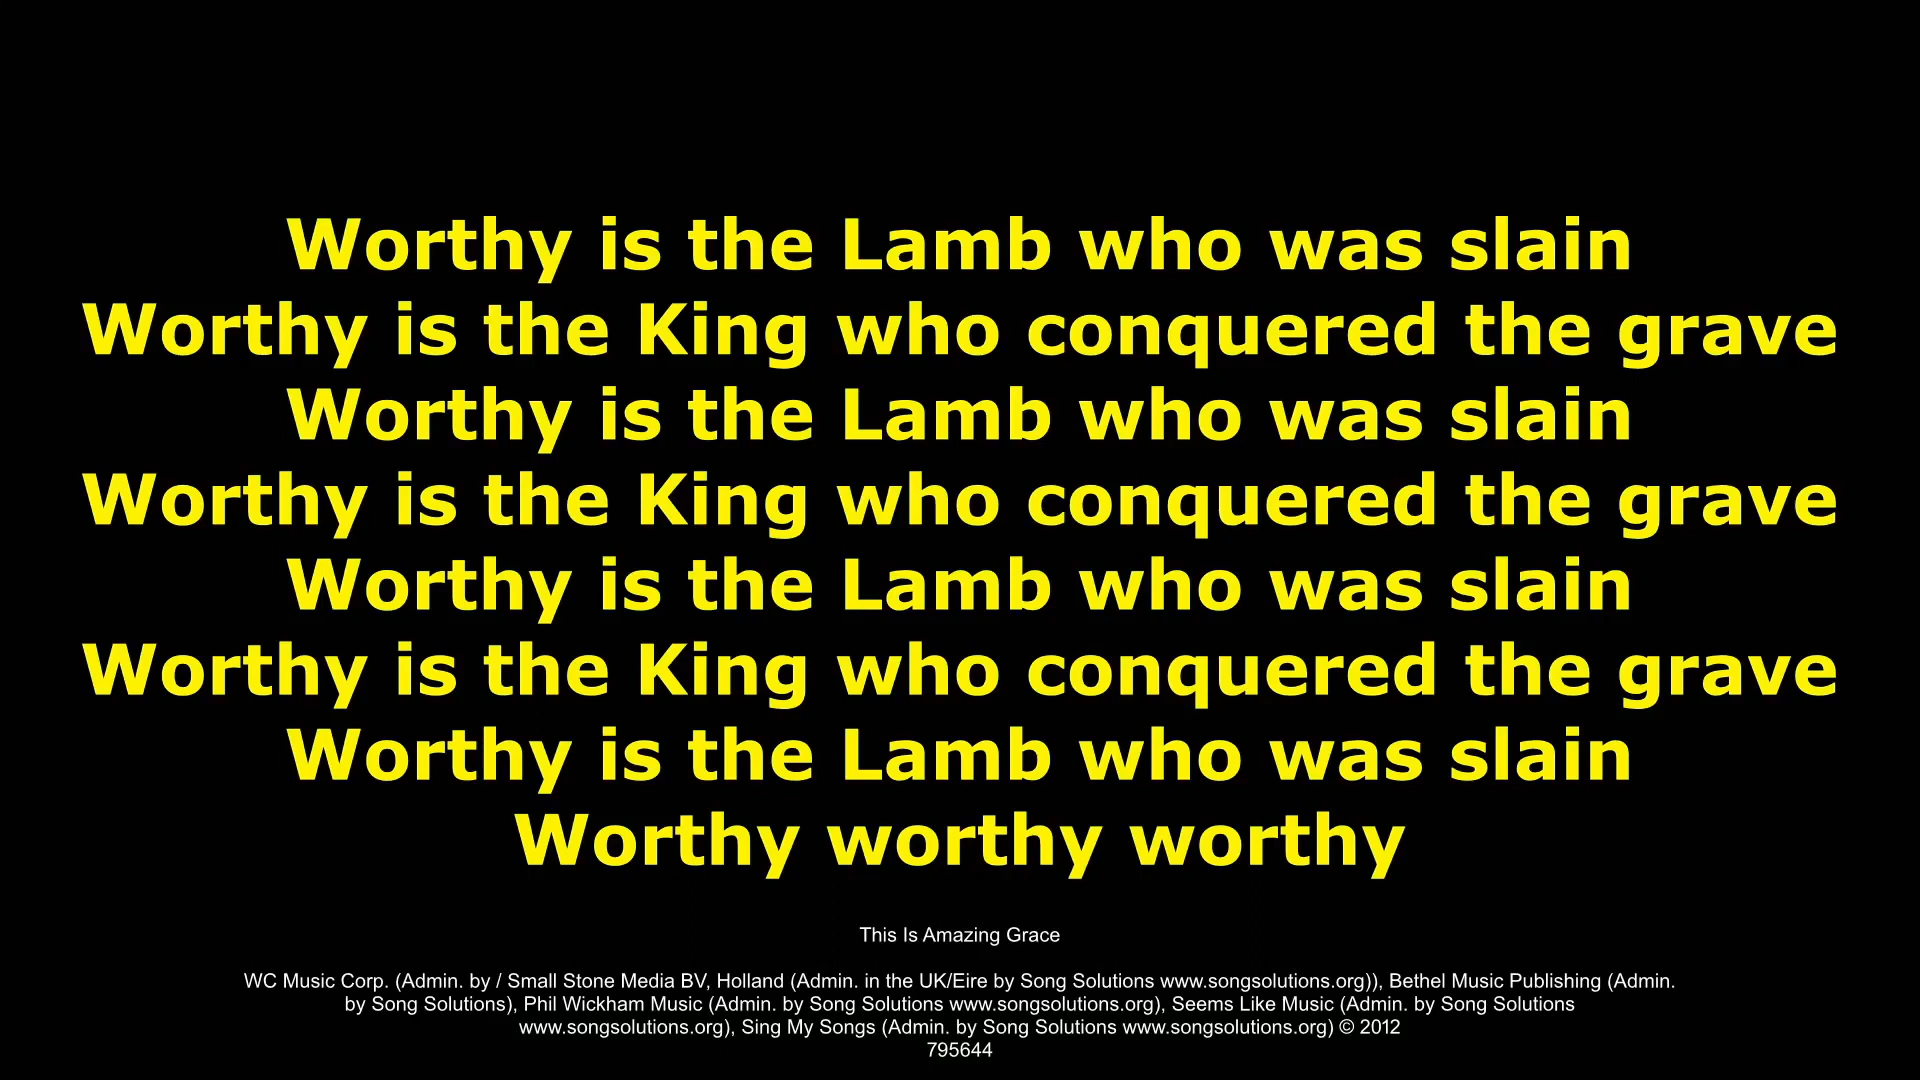 Worthy is the Lamb who was slain
Worthy is the King who conquered the grave
Worthy is the Lamb who was slain
Worthy is the King who conquered the grave
Worthy is the Lamb who was slain
Worthy is the King who conquered the grave
Worthy is the Lamb who was slain
Worthy worthy worthy
This Is Amazing Grace
WC Music Corp. (Admin. by / Small Stone Media BV, Holland (Admin. in the UK/Eire by Song Solutions www.songsolutions.org)), Bethel Music Publishing (Admin.
by Song Solutions), Phil Wickham Music (Admin. by Song Solutions www.songsolutions.org), Seems Like Music (Admin. by Song Solutions
www.songsolutions.org), Sing My Songs (Admin. by Song Solutions www.songsolutions.org) © 2012
795644